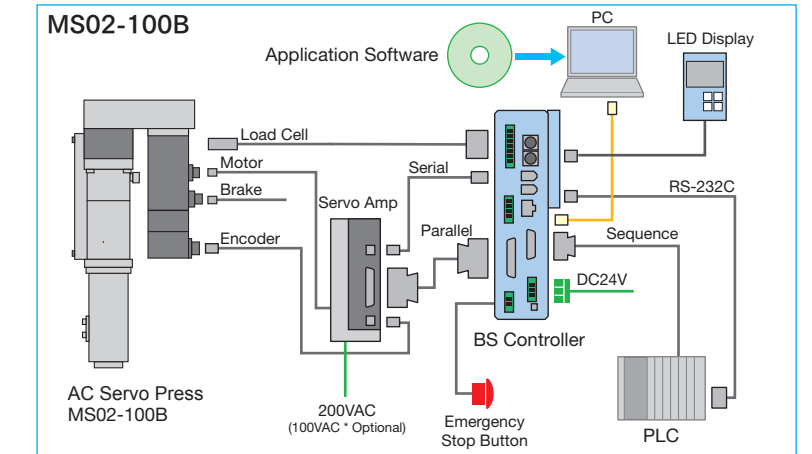 MS02-100B
PC
Application Software
LED Display
Load Cell
Motor
Serial
Brake
RS-232C
Servo Amp
Encoder
Parallel
Sequence
DC24V
BS Controller
AC Servo Press
MS02-100B
200VAC
(100VAC * Optional)
Emergency
Stop Button
PLC